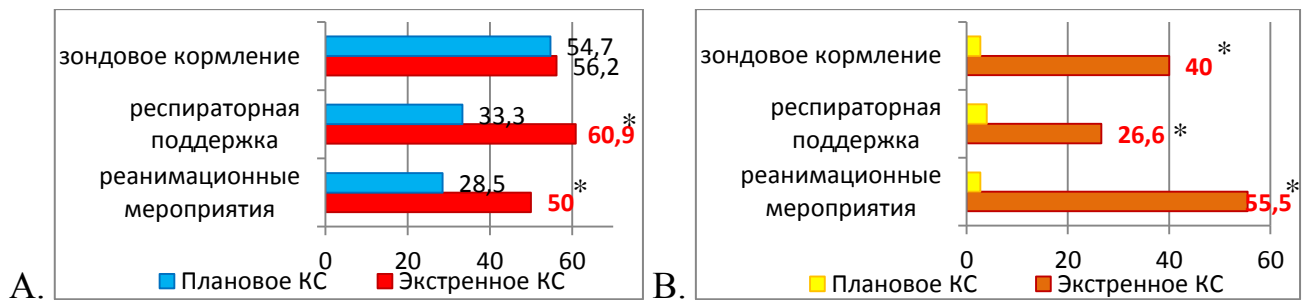 зондовое кормление
54,7
56,2
респираторная
поддержка
33,3
60,9 *
реанимационные
мероприятия
28,5
50 *
0 20 40 60
Плановое КС Экстренное КС
А.
зондовое кормление
40 *
респираторная
поддержка
26,6 *
реанимационные
мероприятия
55,5 *
0 20 40 60
Плановое КС Экстренное КС
В.